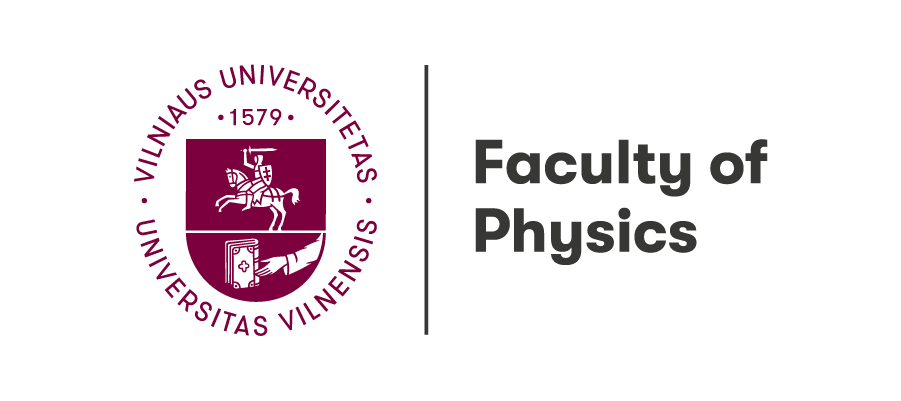 VILNIAUS UNIVERSITETAS
• 1579 •
• UNIVERSITAS VILNENSIS •
Faculty of
Physics